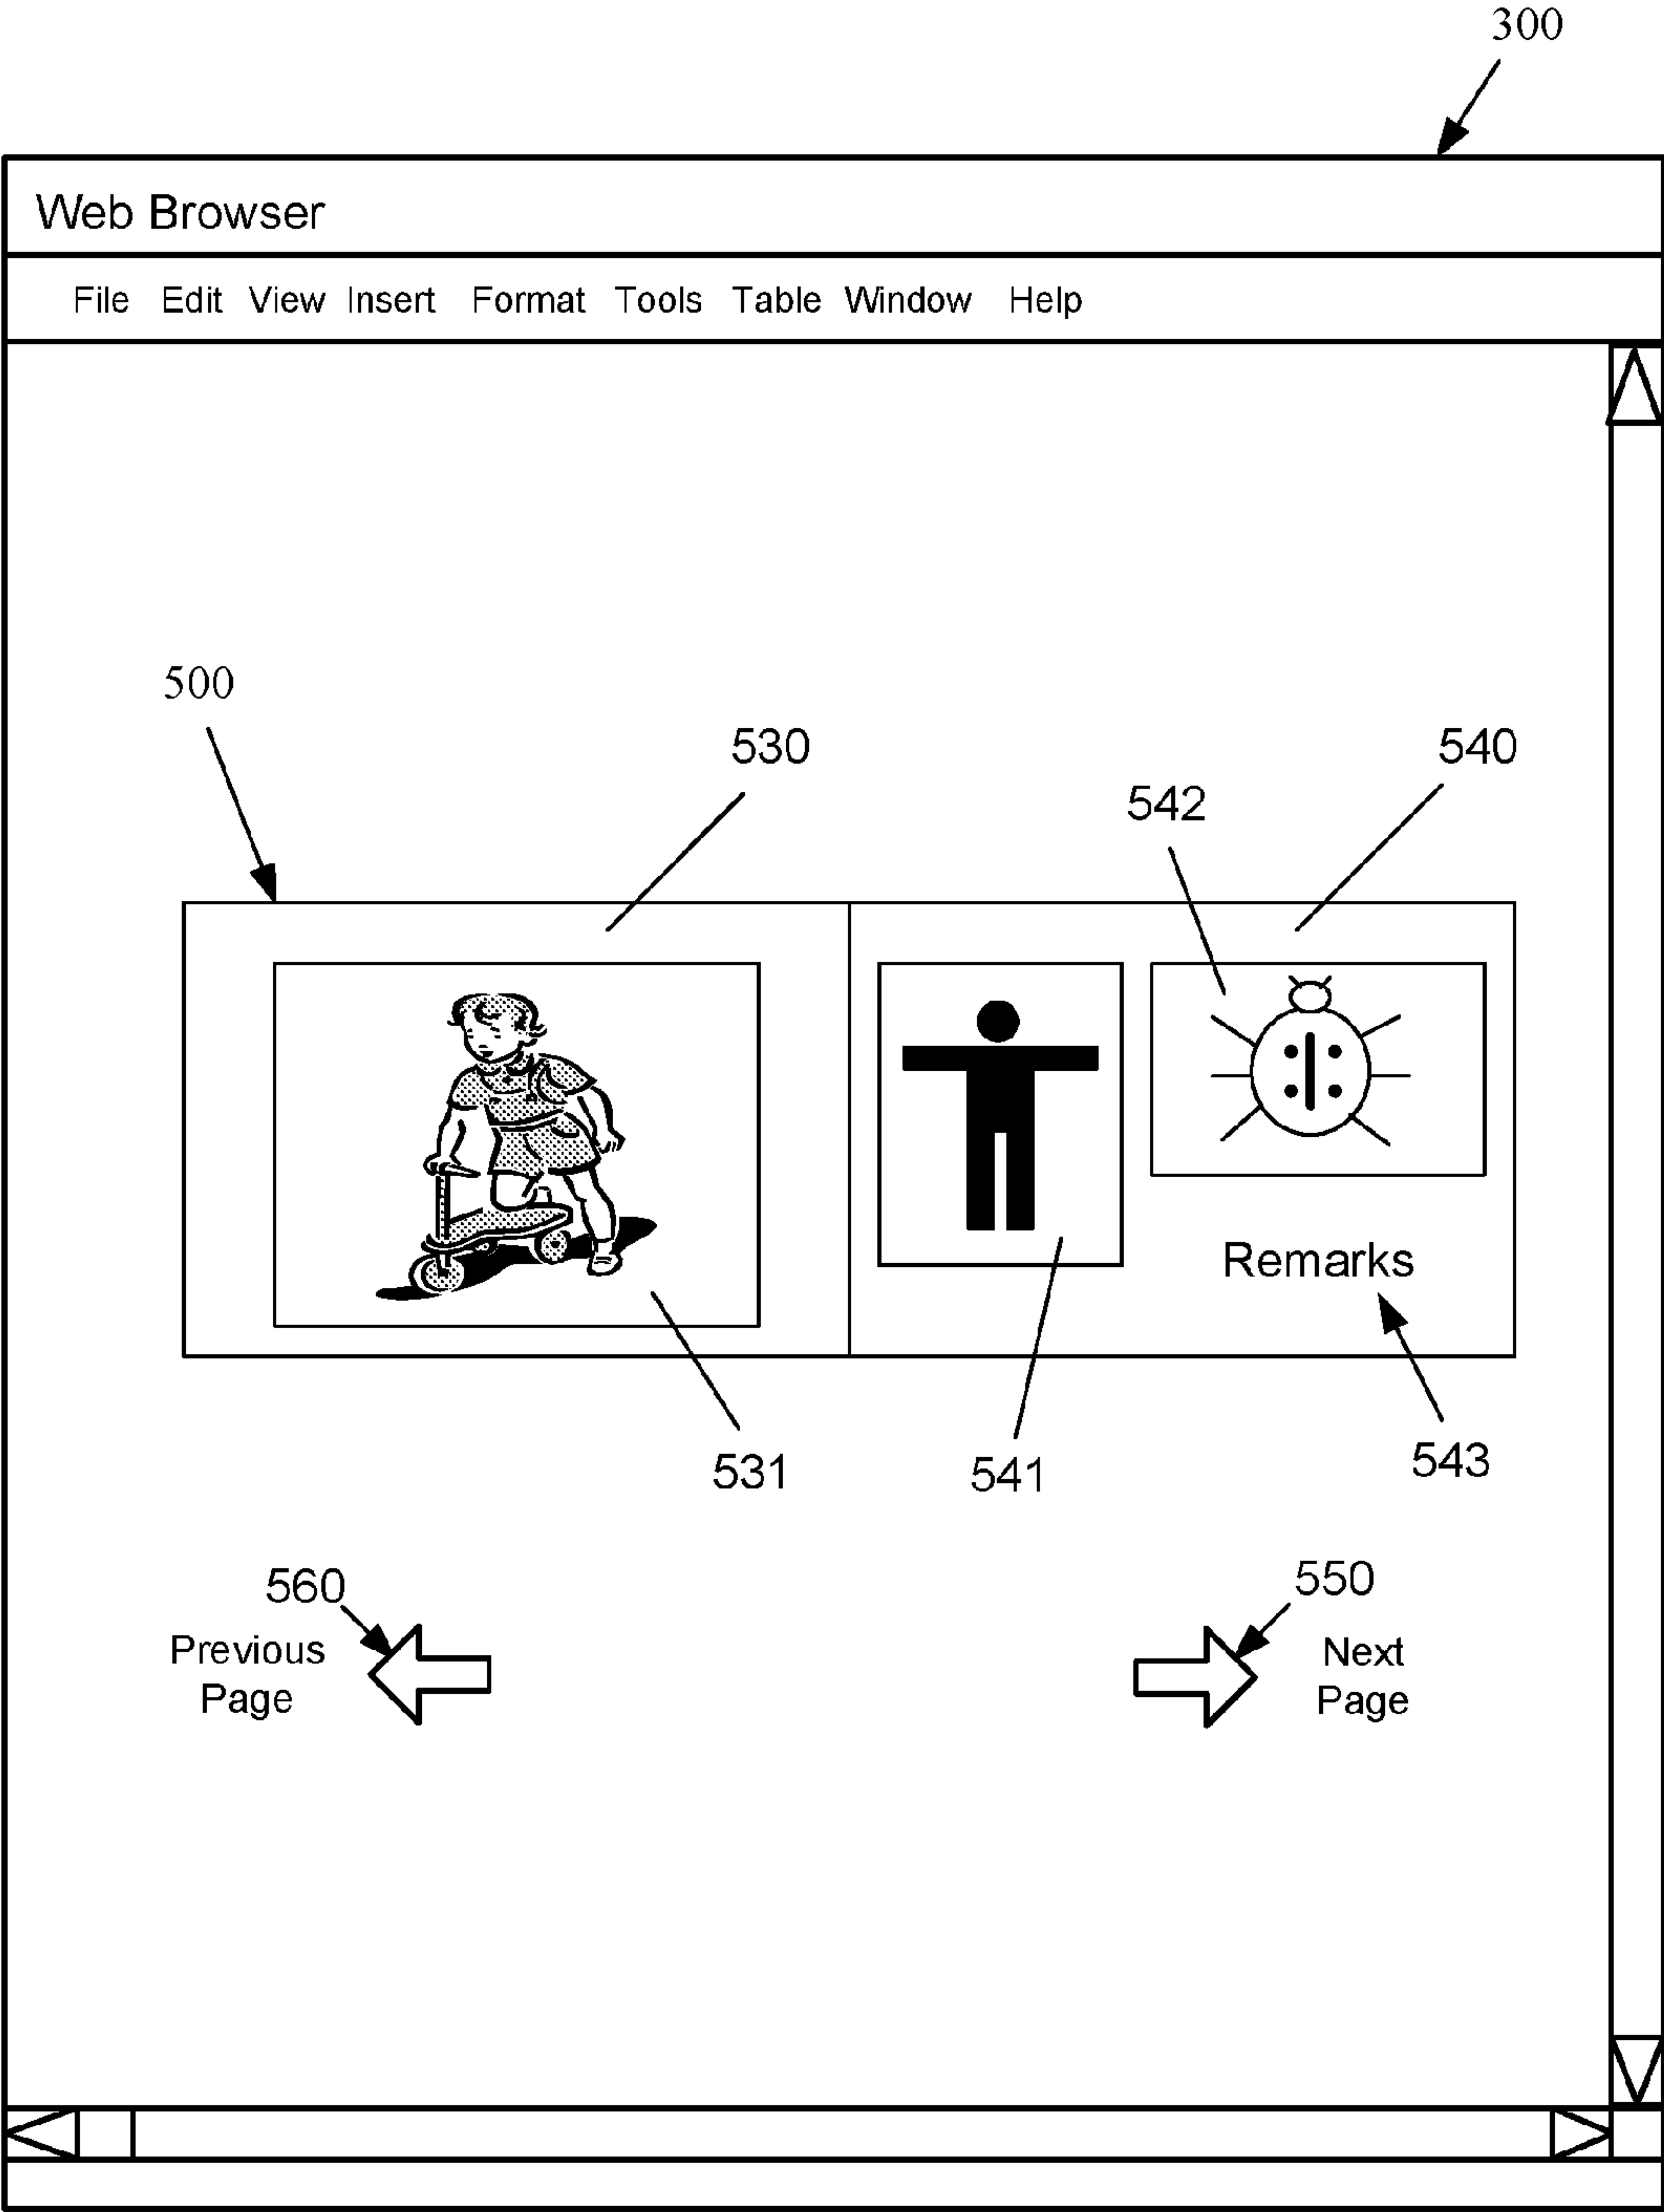 300
Web Browser
File Edit View Insert Format Tools Table Window Help
500
530
540
542
Remarks
531
541
543
560
550
Previous
Page
Next
Page